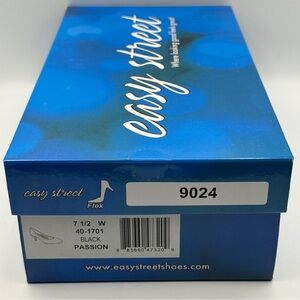 easy street
Where looking good feels great!
easy street
Flex
9024
7 1/2 W
40-1701
BLACK
PASSION
www.easystreetshoes.com